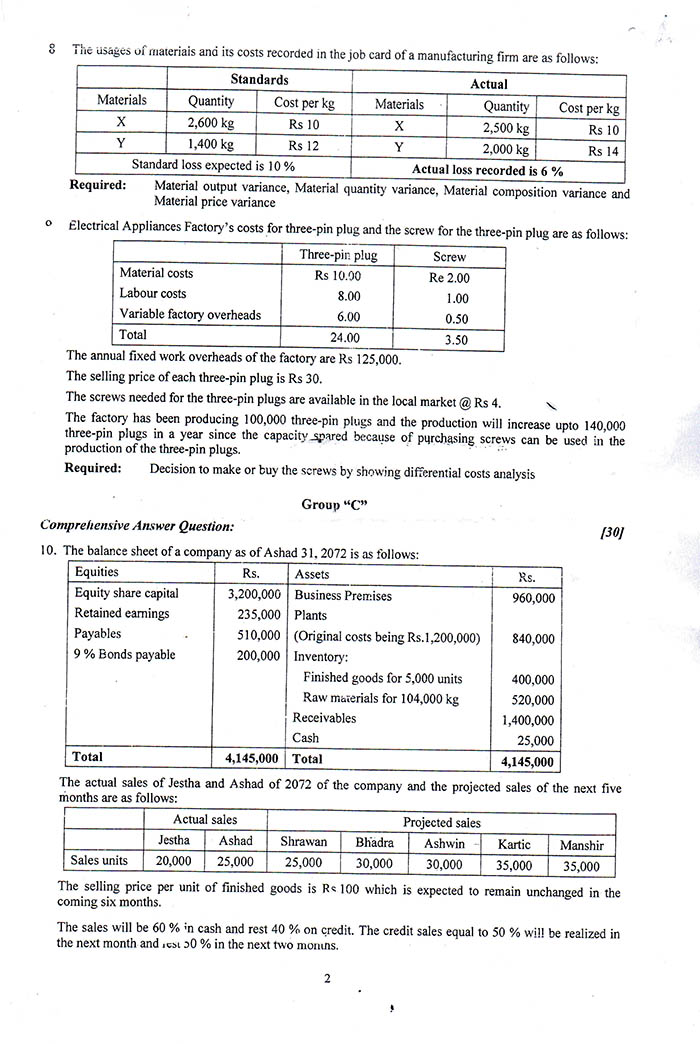 8 The usages of materials and its costs recorded in the job card of a manufacturing firm are as follows:
Standards Actual
Materials Quantity Cost per kg Materials Quantity Cost per kg
X 2,600 kg Rs 10 X 2,500 kg Rs 10
Y 1,400 kg Rs 12 Y 2,000 kg Rs 14
Standard loss expected is 10 % Actual loss recorded is 6 %
Required: Material output variance, Material quantity variance, Material composition variance and
Material price variance
Electrical Appliances Factory's costs for three-pin plug and the screw for the three-pin plug are as follows:
Three-pin plug Screw
Material costs Rs 10.00 Re 2.00
Labour costs 8.00 1.00
Variable factory overheads 6.00 0.50
Total 24.00 3.50
The annual fixed work overheads of the factory are Rs 125,000.
The selling price of each three-pin plug is Rs 30.
The screws needed for the three-pin plugs are available in the local market @ Rs 4.
The factory has been producing 100,000 three-pin plugs and the production will increase upto 140,000
three-pin plugs in a year since the capacity spared because of purchasing screws can be used in the
production of the three-pin plugs.
Required: Decision to make or buy the screws by showing differential costs analysis
Group "C"
Comprehensive Answer Question: [30]
10. The balance sheet of a company as of Ashad 31, 2072 is as follows:
Equities Rs. Assets Rs.
Equity share capital 3,200,000 Business Premises 960,000
Retained earnings 235,000 Plants
Payables 510,000 (Original costs being Rs.1,200,000) 840,000
9 % Bonds payable 200,000 Inventory:
Finished goods for 5,000 units 400,000
Raw materials for 104,000 kg 520,000
Receivables 1,400,000
Cash 25,000
Total 4,145,000 Total 4,145,000
The actual sales of Jestha and Ashad of 2072 of the company and the projected sales of the next five
months are as follows:
Actual sales Projected sales
Jestha Ashad Shrawan Bhadra Ashwin Kartic Manshir
Sales units 20,000 25,000 25,000 30,000 30,000 35,000 35,000
The selling price per unit of finished goods is Rs 100 which is expected to remain unchanged in the
coming six months.
The sales will be 60 % in cash and rest 40 % on credit. The credit sales equal to 50 % will be realized in
the next month and rest 50 % in the next two months.
2